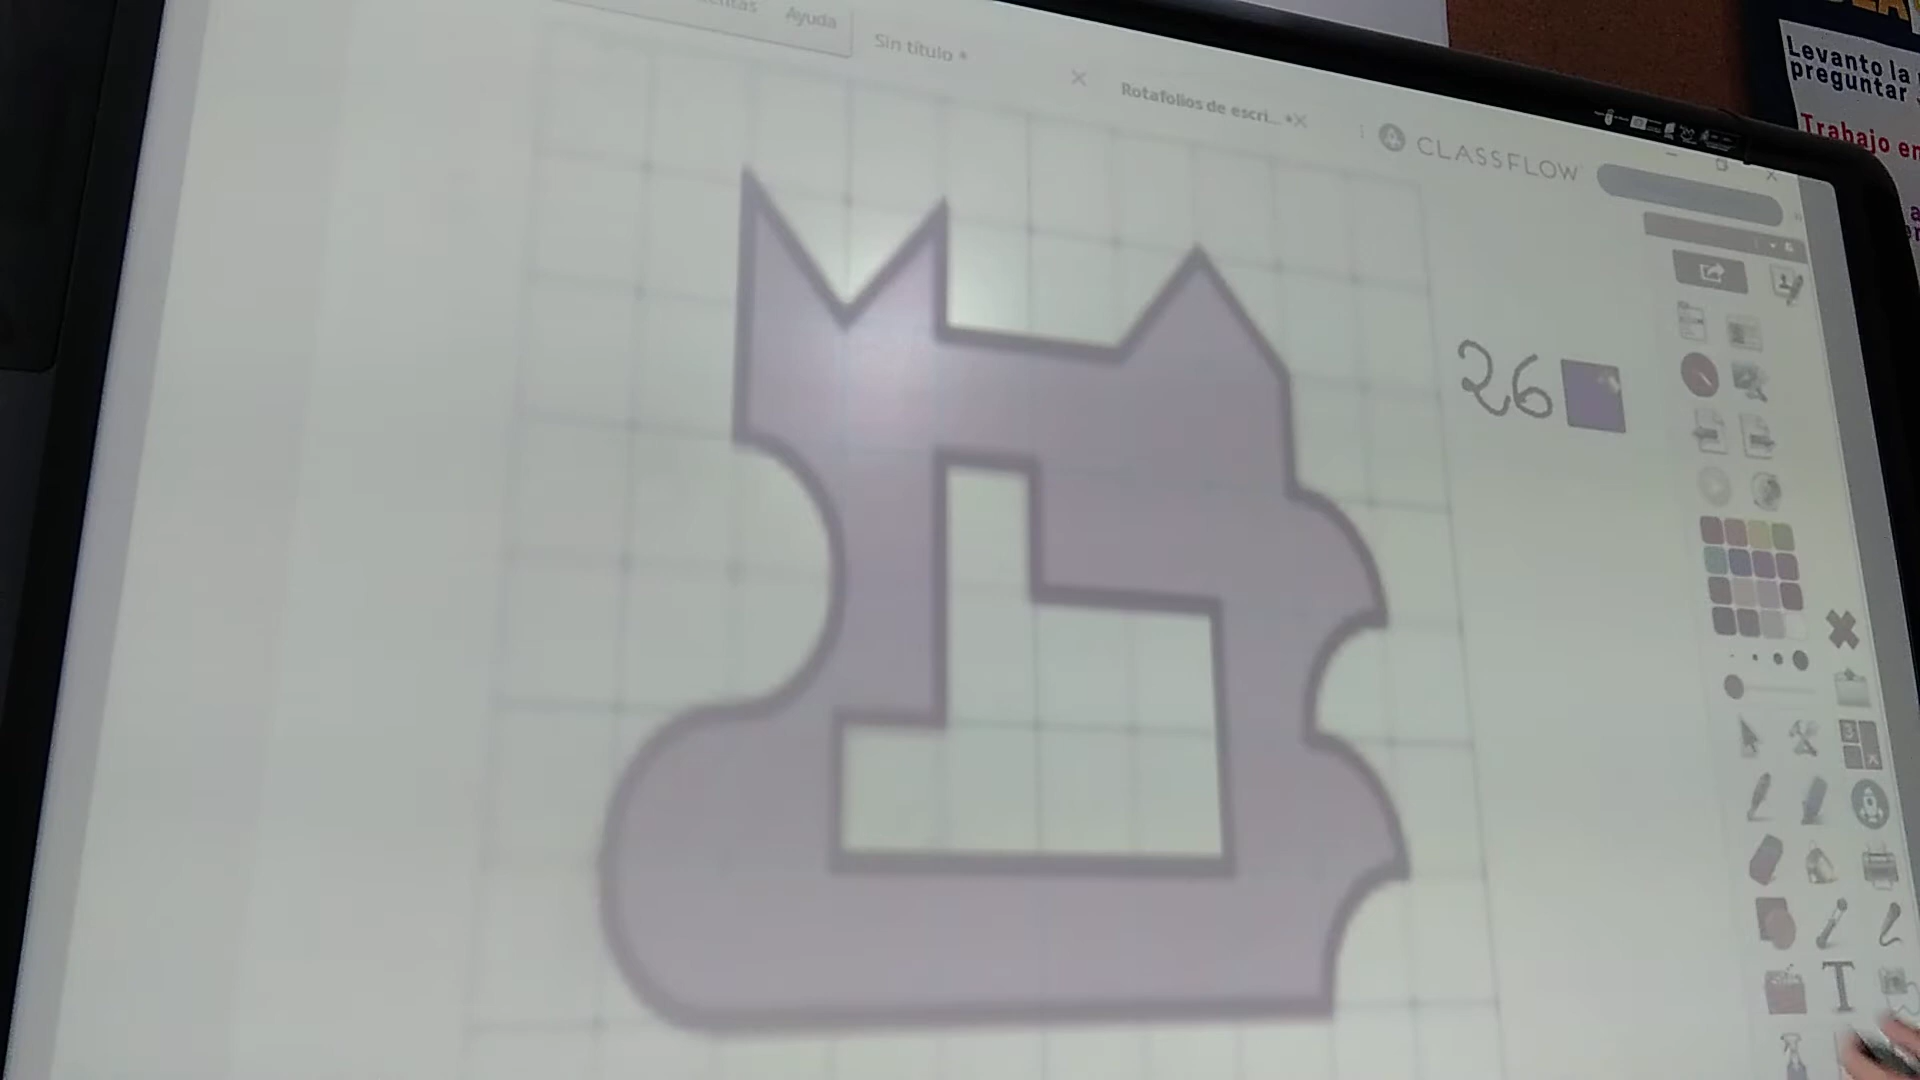 Ayuda
Sin título *
Rotafolios de escri...
CLASSFLOW
26
T
Levanto la
preguntar
Trabajo en